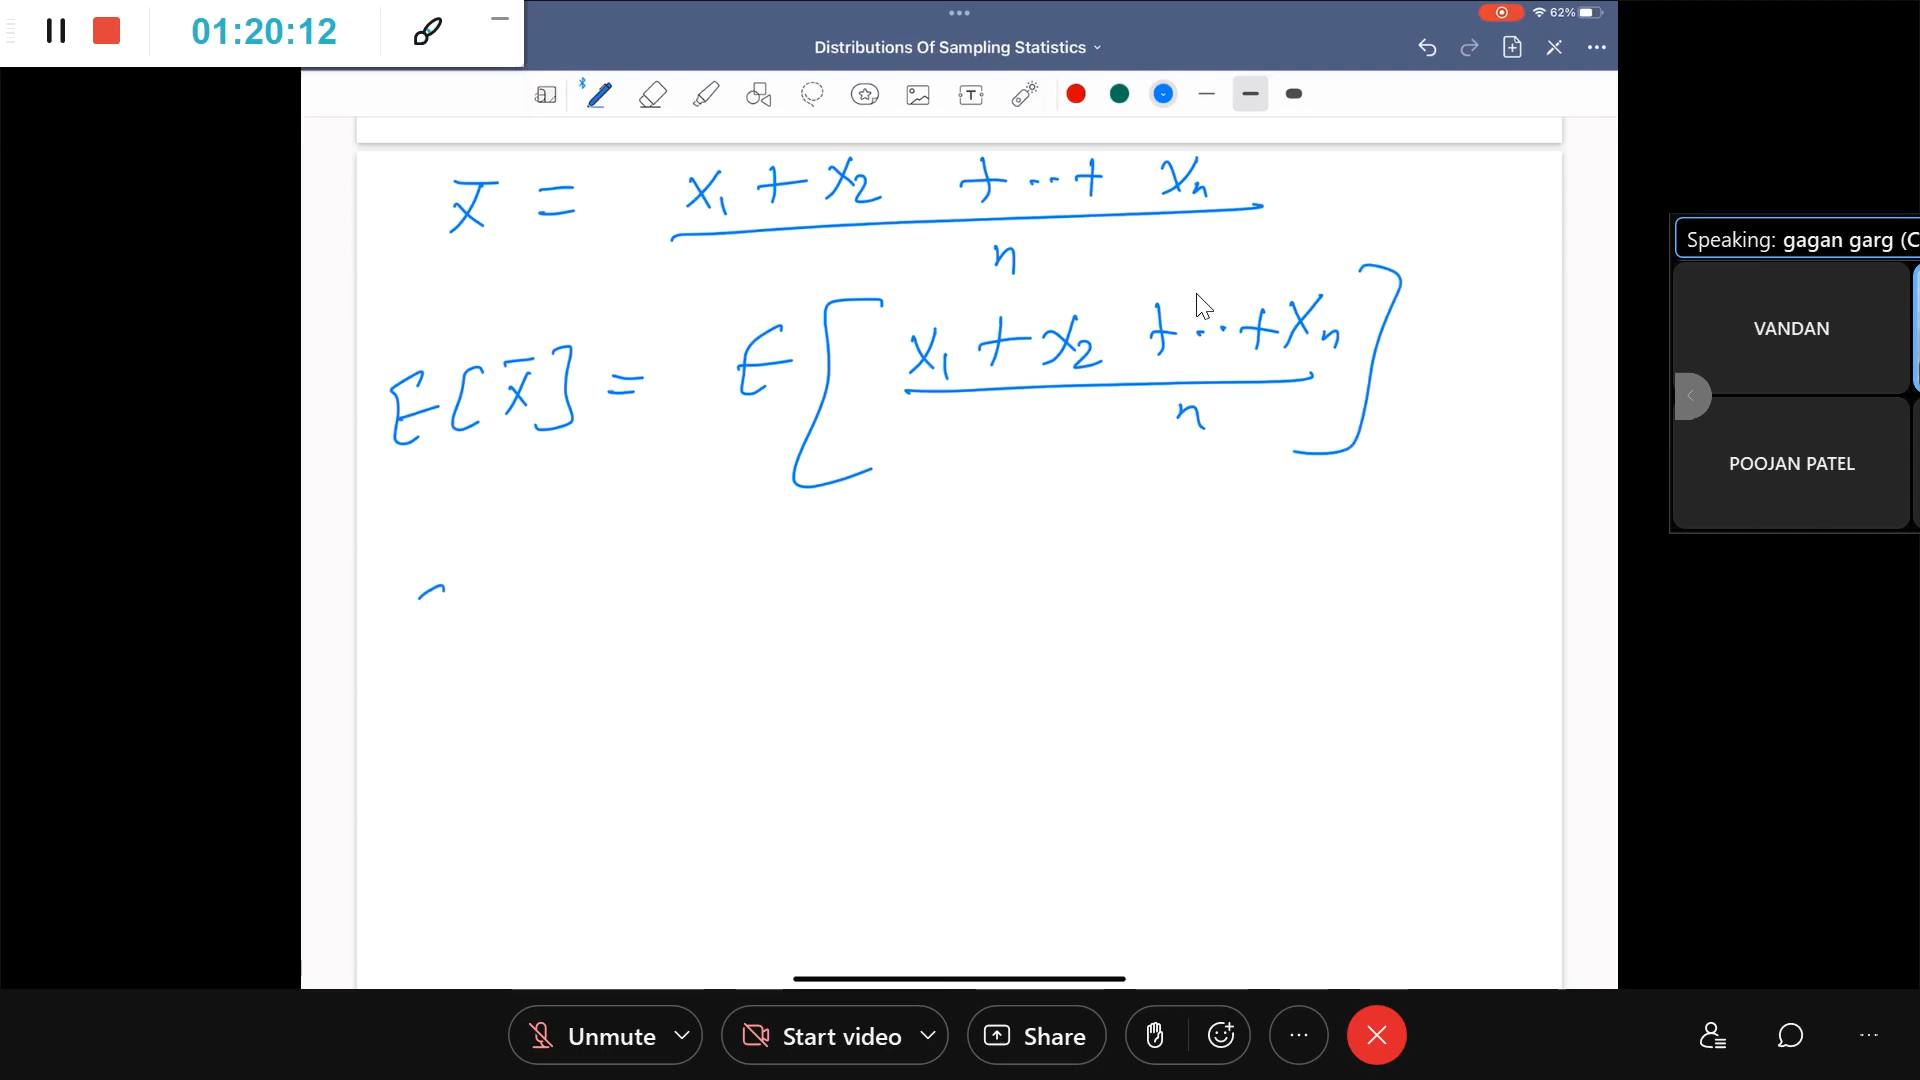 01:20:12
62%
Distributions Of Sampling Statistics
X̄ = X₁ + X₂ + ... + Xₙ
n
E[X̄] = E[X₁ + X₂ + ... + Xₙ]
n
Speaking: gagan garg (C
VANDAN
POOJAN PATEL
Unmute
Start video
Share